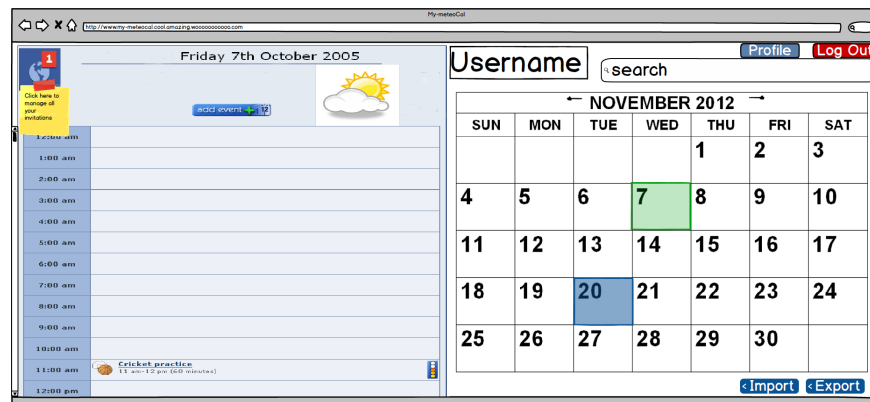 My-meteoCal
http://www.my-meteocal.cool.amazing.wooooooooooo.com
1
Friday 7th October 2005
Click here to
manage all
your
invitations
add event 12
12:00 am
1:00 am
2:00 am
3:00 am
4:00 am
5:00 am
6:00 am
7:00 am
8:00 am
9:00 am
10:00 am
11:00 am
Cricket practice
11 am-12 pm (60 minutes)
12:00 pm
Username
Profile
Log Out
search
NOVEMBER 2012
SUN MON TUE WED THU FRI SAT
1 2 3
4 5 6 7 8 9 10
11 12 13 14 15 16 17
18 19 20 21 22 23 24
25 26 27 28 29 30
<Import <Export